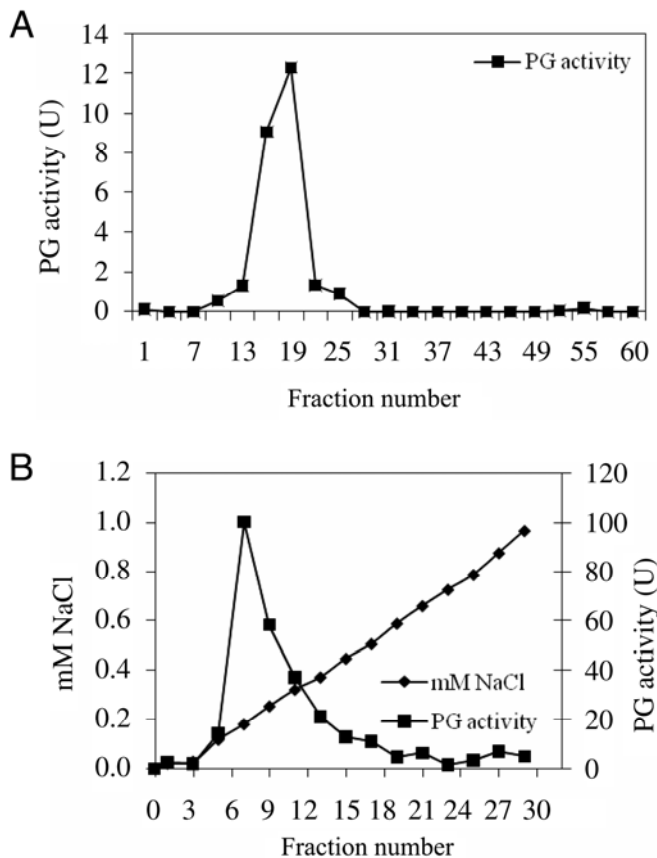 A
14
12
10
8
6
4
2
0
PG activity (U)
PG activity
1 7 13 19 25 31 37 43 49 55 60
Fraction number
B
1.2
1.0
0.8
0.6
0.4
0.2
0.0
mM NaCl
120
100
80
60
40
20
0
PG activity (U)
mM NaCl
PG activity
0 3 6 9 12 15 18 21 24 27 30
Fraction number